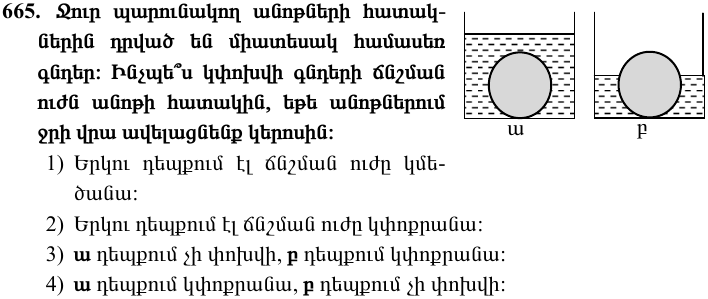 665. Ջուր պարունակող անոթների հատակ-
ներին դրված են միատեսակ համասեռ
գնդեր: Ինչպե՞ս կփոխվի գնդերի ճնշման
ուժն անոթի հատակին, եթե անոթներում
ջրի վրա ավելացնենք կերոսին:
1) Երկու դեպքում էլ ճնշման ուժը կմե-
ծանա:
2) Երկու դեպքում էլ ճնշման ուժը կփոքրանա:
3) ա դեպքում չի փոխվի, բ դեպքում կփոքրանա:
4) ա դեպքում կփոքրանա, բ դեպքում չի փոխվի:
ա
բ